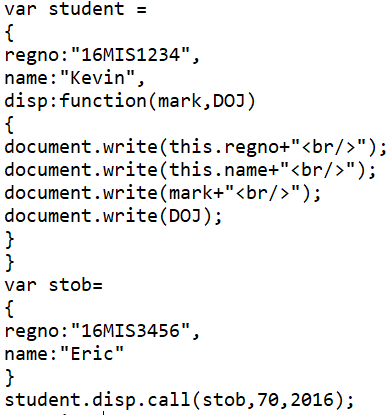 var student =
{
regno:"16MIS1234",
name:"Kevin",
disp:function(mark,DOJ)
{
document.write(this.regno+"<br/>");
document.write(this.name+"<br/>");
document.write(mark+"<br/>");
document.write(DOJ);
}
}
var stob=
{
regno:"16MIS3456",
name:"Eric"
}
student.disp.call(stob,70,2016);